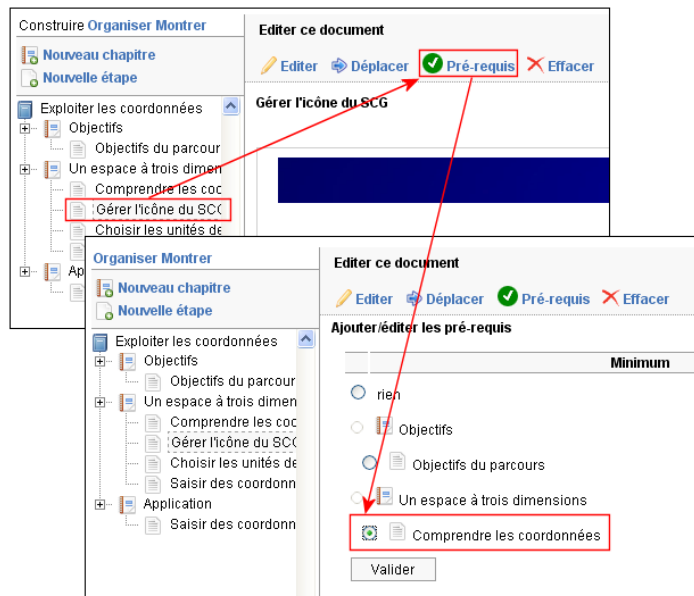 Construire Organiser Montrer
Nouveau chapitre
Nouvelle étape
Exploiter les coordonnées
Objectifs
Objectifs du parcour
Un espace à trois dimen
Comprendre les coc
Gérer l'icône du SC
Choisir les unités de
Ap
Editer ce document
Editer Déplacer Pré-requis Effacer
Gérer l'icône du SCG
Organiser Montrer
Nouveau chapitre
Nouvelle étape
Exploiter les coordonnées
Objectifs
Objectifs du parcour
Un espace à trois dimen
Comprendre les coc
Gérer l'icône du SC
Choisir les unités de
Saisir des coordonn
Application
Saisir des coordonn
Editer ce document
Editer Déplacer Pré-requis Effacer
Ajouter/éditer les pré-requis
Minimum
rien
Objectifs
Objectifs du parcours
Un espace à trois dimensions
Comprendre les coordonnées
Valider